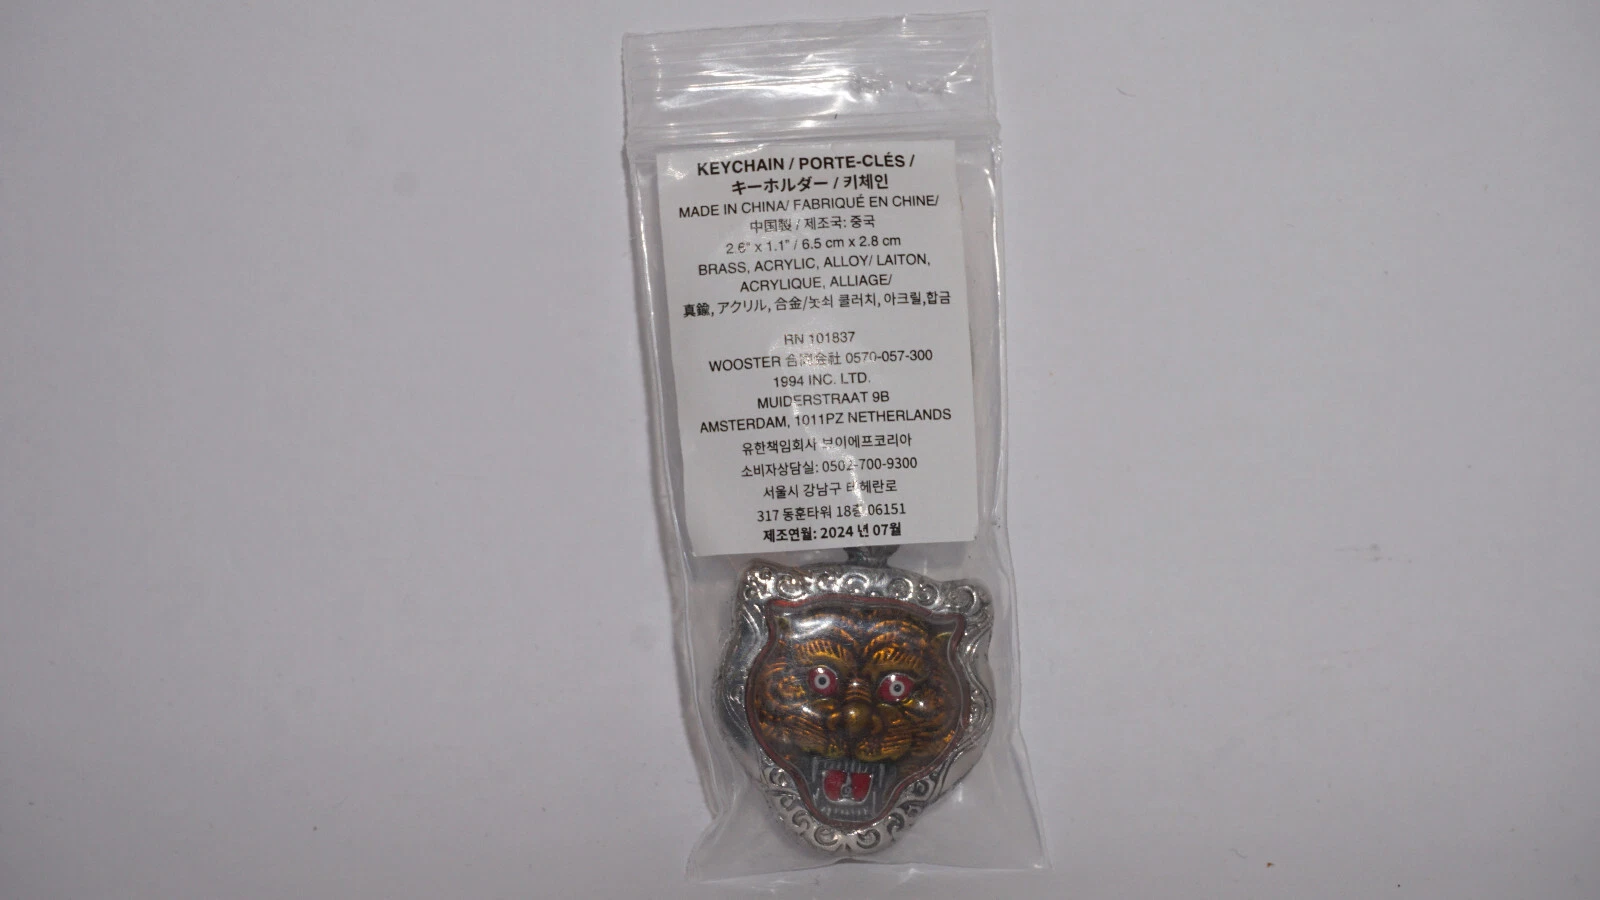 KEYCHAIN / PORTE-CLÉS /
キーホルダー / 키체인
MADE IN CHINA/ FABRIQUÉ EN CHINE/
中国製 / 제조국: 중국
2.6" x 1.1" / 6.5 cm x 2.8 cm
BRASS, ACRYLIC, ALLOY/ LAITON,
ACRYLIQUE, ALLIAGE/
真鍮, アクリル, 合金/놋쇠 쿨러치, 아크릴,합금
RN 101837
WOOSTER 合同会社 0570-057-300
1994 INC. LTD.
MUIDERSTRAAT 9B
AMSTERDAM, 1011PZ NETHERLANDS
유한책임회사 브이에프코리아
소비자상담실: 0502-700-9300
서울시 강남구 테헤란로
317 동훈타워 18층 06151
제조연월: 2024 년 07월